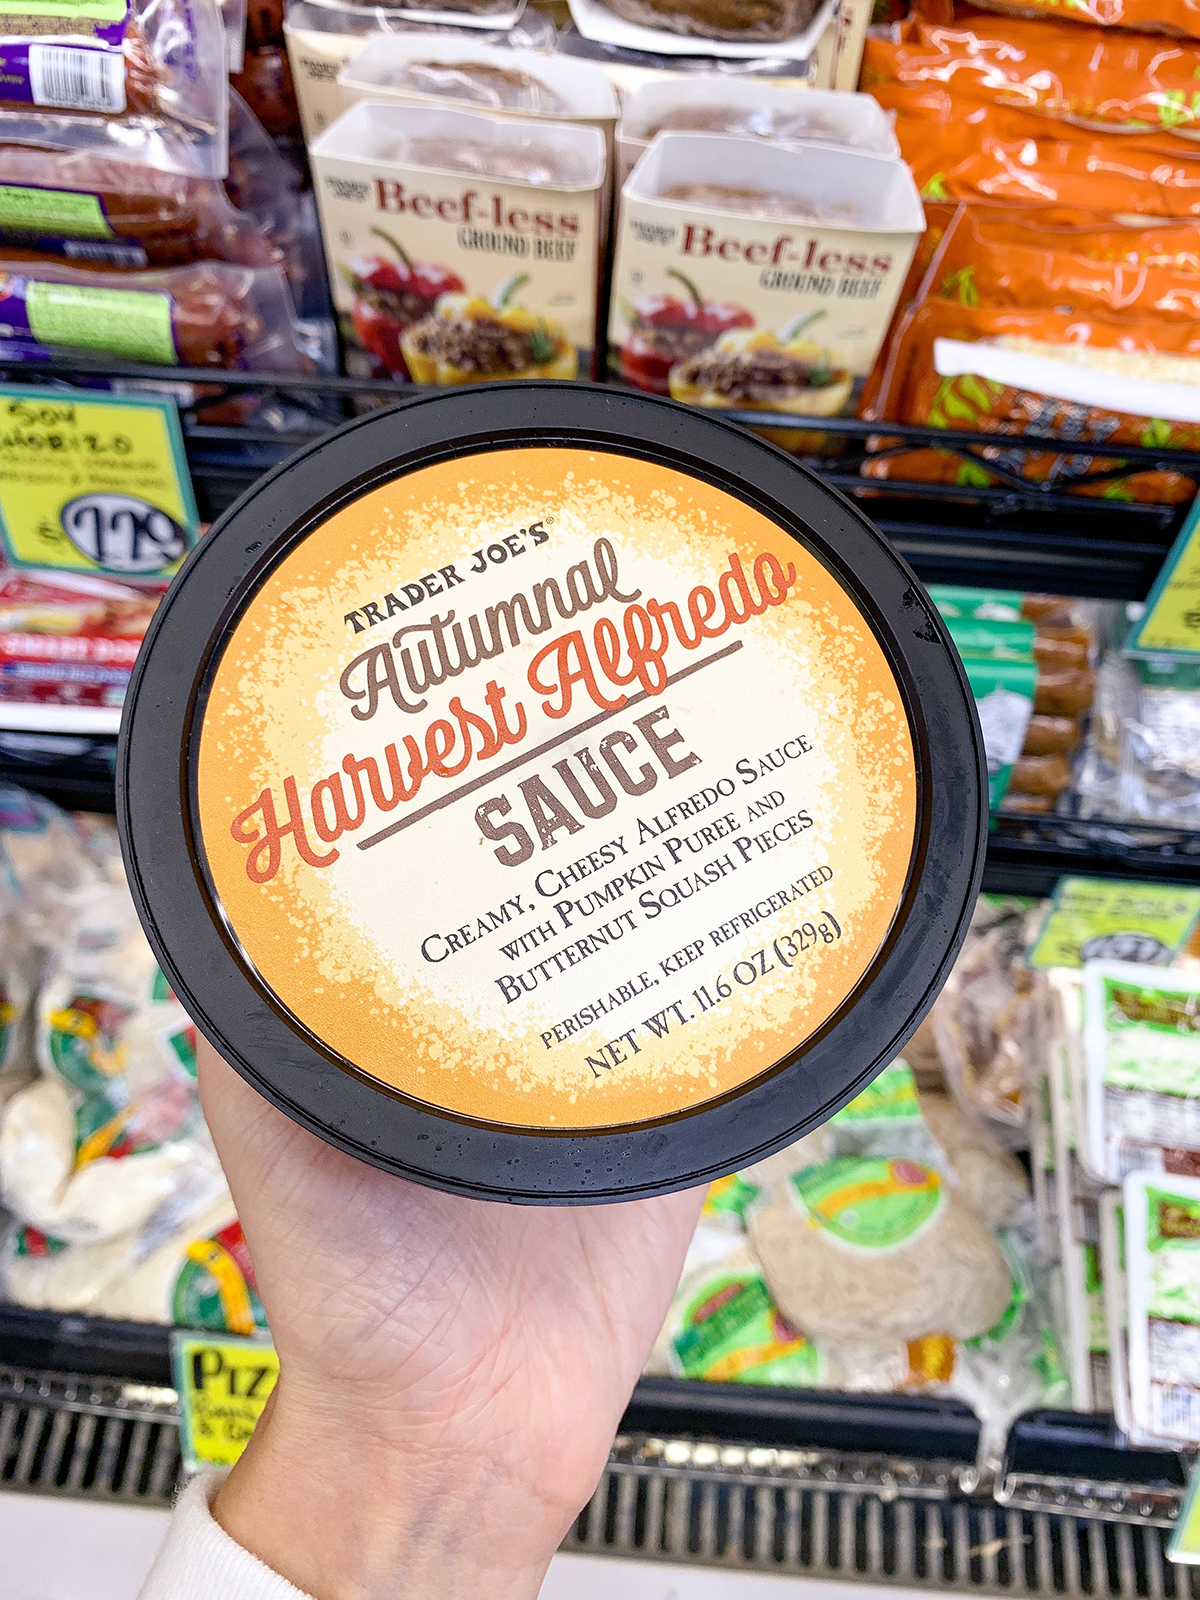 Beef-less
GROUND BEEF
Beef-less
GROUND BEEF
SOY
$
TRADER JOE'S®
Autumnal
Harvest Alfredo
SAUCE
CREAMY, CHEESY ALFREDO SAUCE
WITH PUMPKIN PUREE AND
BUTTERNUT SQUASH PIECES
PERISHABLE, KEEP REFRIGERATED
NET WT. 11.6 OZ (329g)